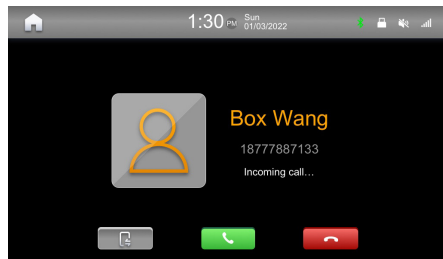 1:30 PM Sun
01/03/2022
Box Wang
18777887133
Incoming call...